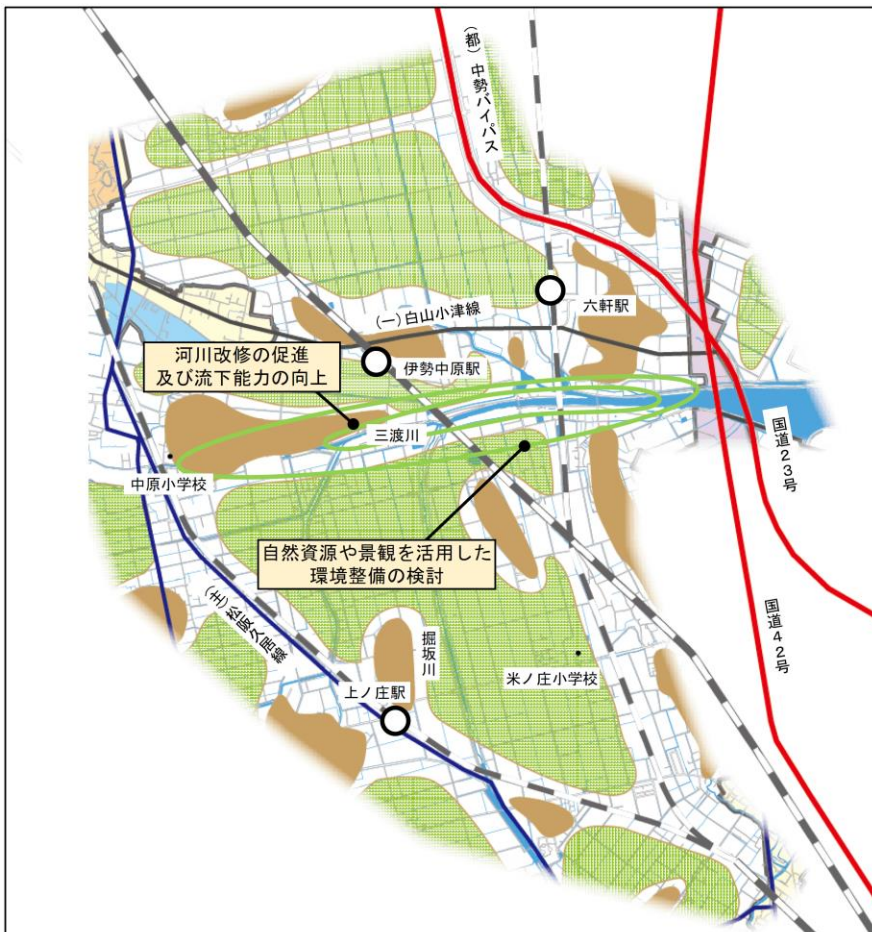 (都)中勢バイパス
六軒駅
(一)白山小津線
河川改修の促進
及び流下能力の向上
伊勢中原駅
三渡川
国道23号
中原小学校
自然資源や景観を活用した
環境整備の検討
(主)松阪久居線
国道42号
掘坂川
米ノ庄小学校
上ノ庄駅